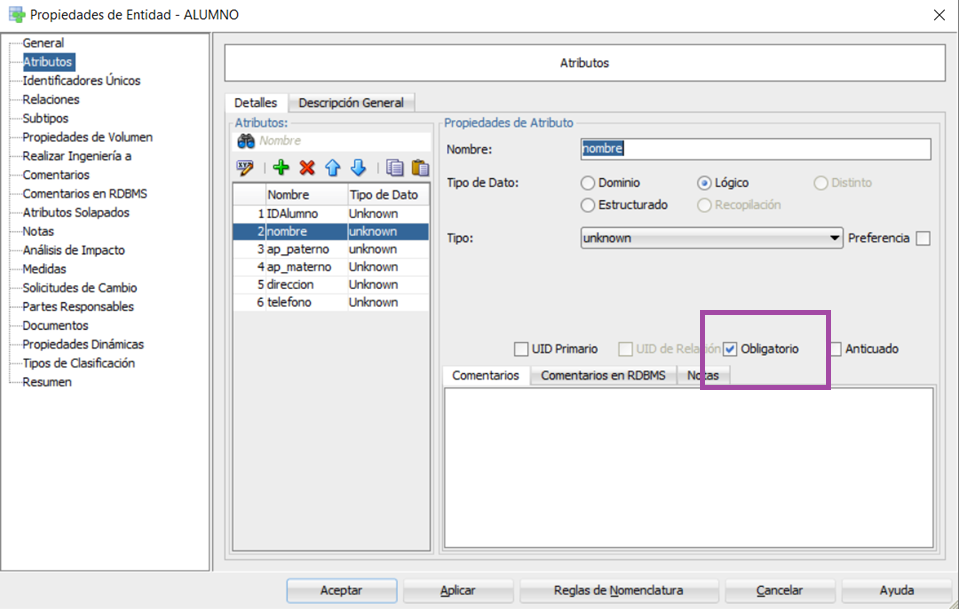 Propiedades de Entidad - ALUMNO
General
Atributos
Identificadores Únicos
Relaciones
Subtipos
Propiedades de Volumen
Realizar Ingeniería a
Comentarios
Comentarios en RDBMS
Atributos Solapados
Notas
Análisis de Impacto
Medidas
Solicitudes de Cambio
Partes Responsables
Documentos
Propiedades Dinámicas
Tipos de Clasificación
Resumen
Atributos
Detalles Descripción General
Atributos:
Nombre
Nombre Tipo de Dato
1 IDAlumno Unknown
2 nombre unknown
3 ap_paterno unknown
4 ap_materno Unknown
5 direccion Unknown
6 telefono Unknown
Propiedades de Atributo
Nombre: nombre
Tipo de Dato: Dominio Lógico Distinto
Estructurado Recopilación
Tipo: unknown Preferencia
UID Primario UID de Relación Obligatorio Anticuado
Comentarios Comentarios en RDBMS Notas
Aceptar Aplicar Reglas de Nomenclatura Cancelar Ayuda